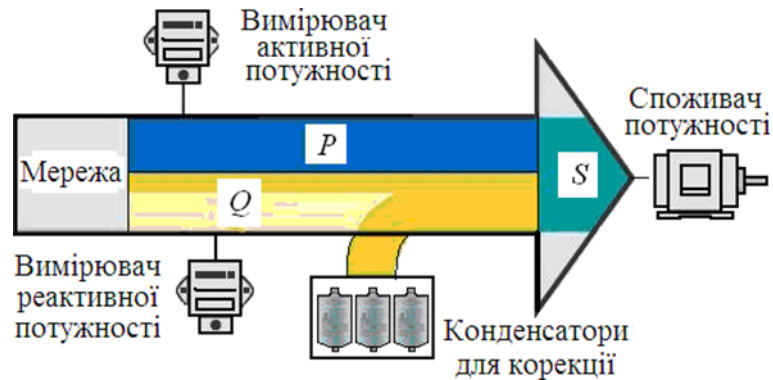 Вимірювач
активної
потужності
Споживач
потужності
Мережа
P
Q
S
Вимірювач
реактивної
потужності
Конденсатори
для корекції